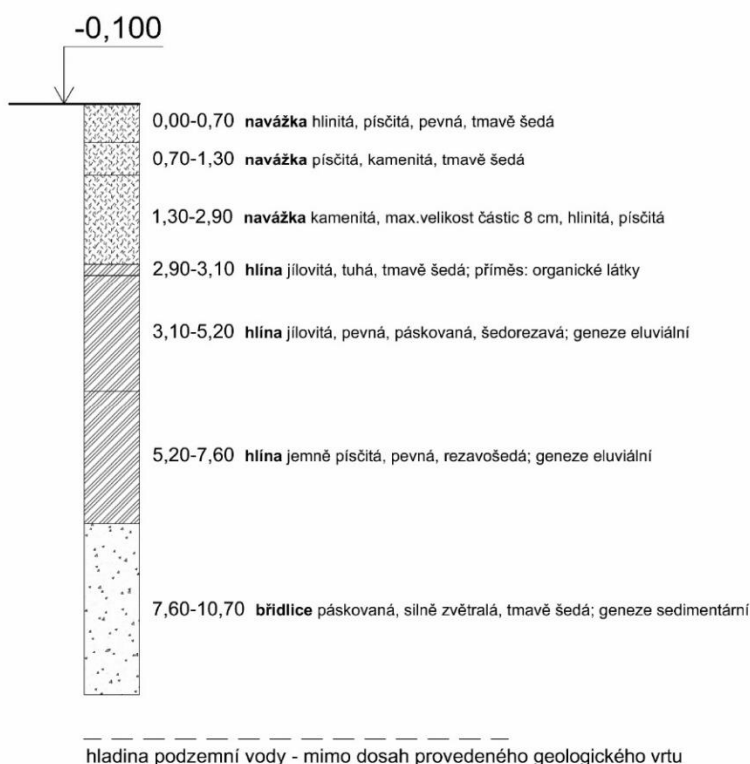 -0,100
0,00-0,70 navážka hlinitá, písčitá, pevná, tmavě šedá
0,70-1,30 navážka písčitá, kamenitá, tmavě šedá
1,30-2,90 navážka kamenitá, max.velikost částic 8 cm, hlinitá, písčitá
2,90-3,10 hlína jílovitá, tuhá, tmavě šedá; příměs: organické látky
3,10-5,20 hlína jílovitá, pevná, páskovaná, šedorezavá; geneze eluviální
5,20-7,60 hlína jemně písčitá, pevná, rezavošedá; geneze eluviální
7,60-10,70 břidlice páskovaná, silně zvětralá, tmavě šedá; geneze sedimentární
hladina podzemní vody - mimo dosah provedeného geologického vrtu